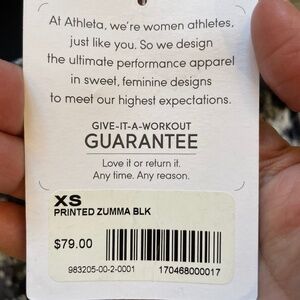 At Athleta, we're women athletes,
just like you. So we design
the ultimate performance apparel
in sweet, feminine designs
to meet our highest expectations.
GIVE-IT-A-WORKOUT
GUARANTEE
Love it or return it.
Any time. Any reason.
XS
PRINTED ZUMMA BLK
$79.00
983205-00-2-0001 170468000017